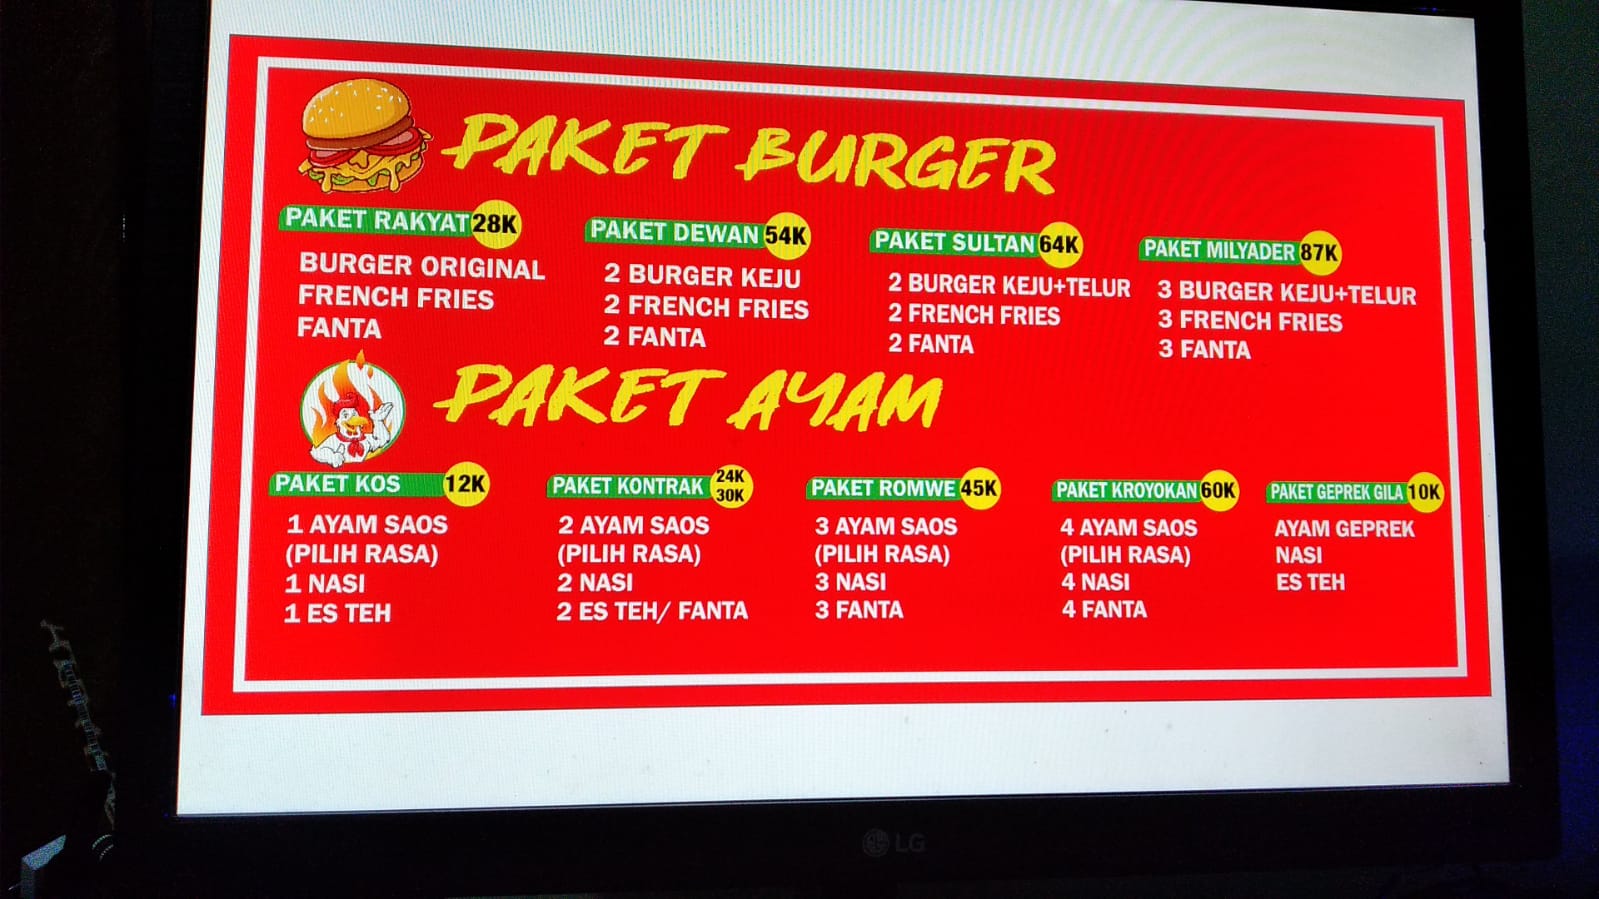 PAKET BURGER
PAKET RAKYAT 28K
BURGER ORIGINAL
FRENCH FRIES
FANTA
PAKET DEWAN 54K
2 BURGER KEJU
2 FRENCH FRIES
2 FANTA
PAKET SULTAN 64K
2 BURGER KEJU+TELUR
2 FRENCH FRIES
2 FANTA
PAKET MILYADER 87K
3 BURGER KEJU+TELUR
3 FRENCH FRIES
3 FANTA
PAKET AYAM
PAKET KOS 12K
1 AYAM SAOS
(PILIH RASA)
1 NASI
1 ES TEH
PAKET KONTRAK 24K
30K
2 AYAM SAOS
(PILIH RASA)
2 NASI
2 ES TEH/ FANTA
PAKET ROMWE 45K
3 AYAM SAOS
(PILIH RASA)
3 NASI
3 FANTA
PAKET KROYOKAN 60K
4 AYAM SAOS
(PILIH RASA)
4 NASI
4 FANTA
PAKET GEPREK GILA 10K
AYAM GEPREK
NASI
ES TEH
LG